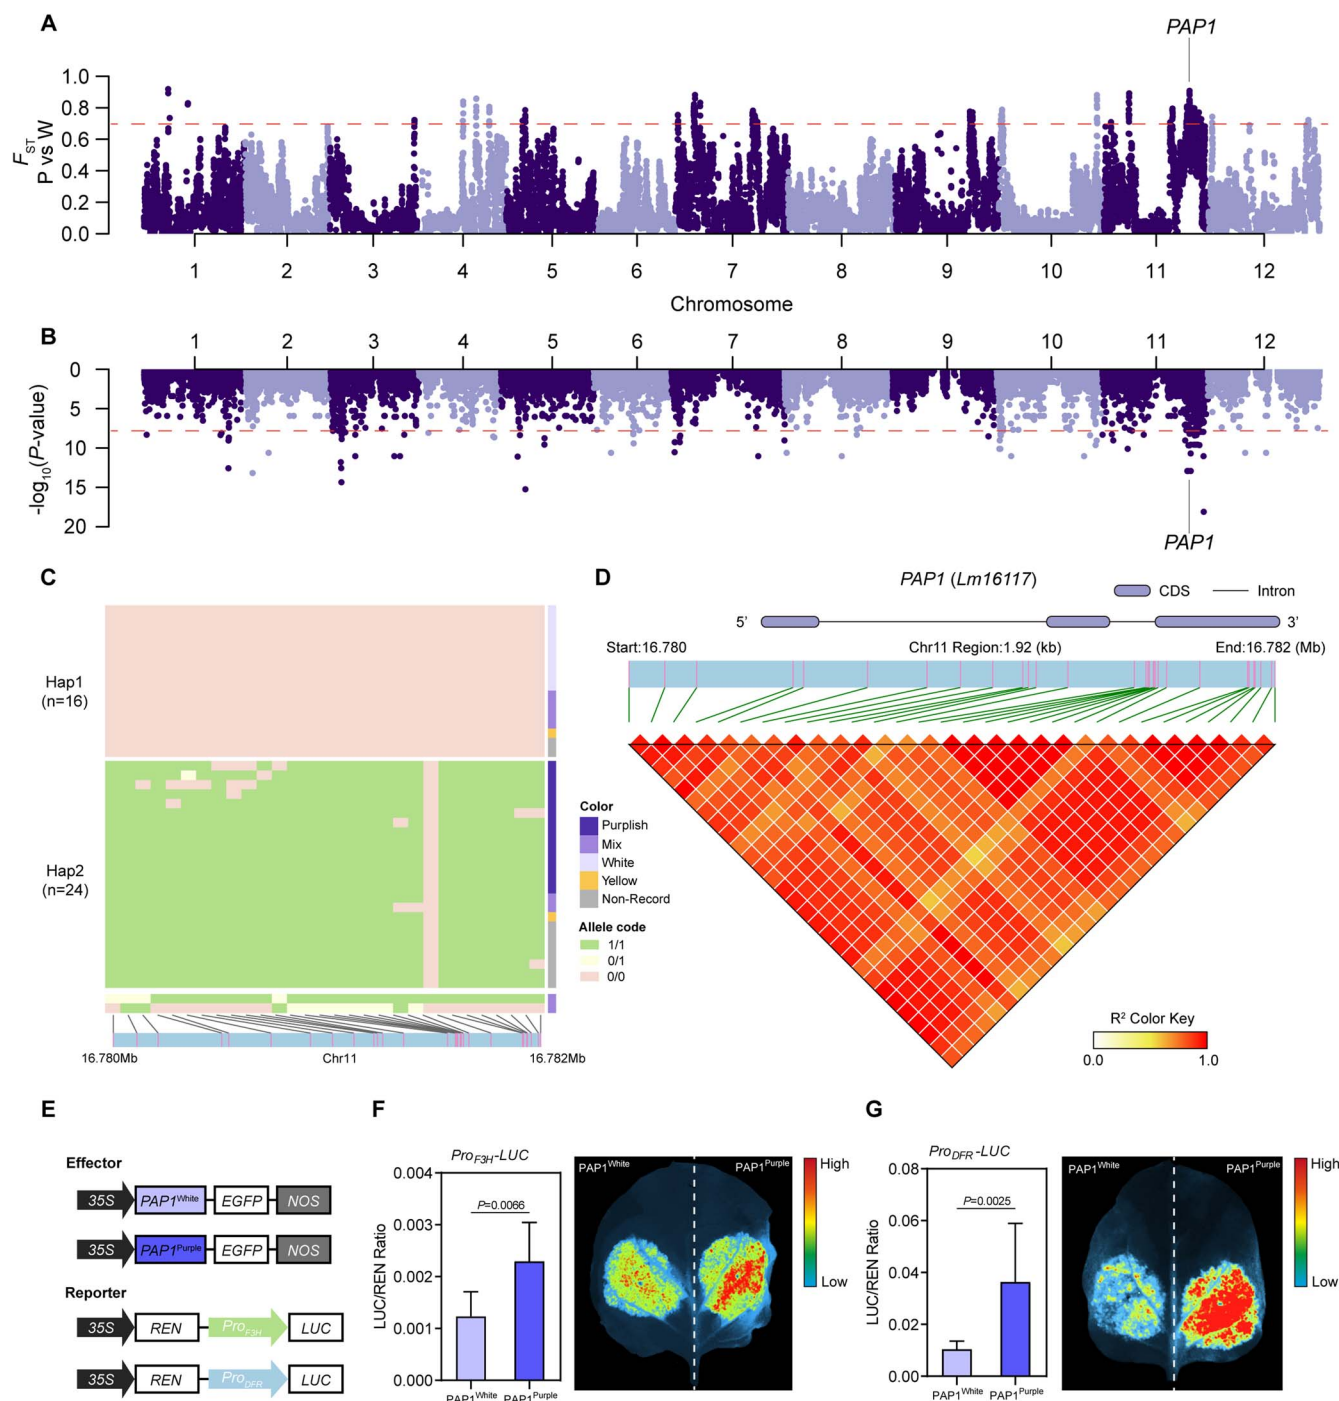 A
PAP1
1.0
0.8
0.6
0.4
0.2
0.0
F_ST
P vs W
1 2 3 4 5 6 7 8 9 10 11 12
Chromosome
B
1 2 3 4 5 6 7 8 9 10 11 12
0
5
10
15
20
-log10(P-value)
PAP1
C
Hap1
(n=16)
Hap2
(n=24)
Color
Purplish
Mix
White
Yellow
Non-Record
Allele code
1/1
0/1
0/0
16.780Mb Chr11 16.782Mb
D
PAP1 (Lm16117)
CDS Intron
5’ 3’
Start:16.780 Chr11 Region:1.92 (kb) End:16.782 (Mb)
R² Color Key
0.0 1.0
E
Effector
35S PAP1White EGFP NOS
35S PAP1Purple EGFP NOS
Reporter
35S REN ProF3H LUC
35S REN ProDFR LUC
F
ProF3H-LUC
0.004
0.003
0.002
0.001
0.000
LUC/REN Ratio
P=0.0066
PAP1White PAP1Purple
PAP1White PAP1Purple
High
Low
G
ProDFR-LUC
0.08
0.06
0.04
0.02
0.00
LUC/REN Ratio
P=0.0025
PAP1White PAP1Purple
PAP1White PAP1Purple
High
Low